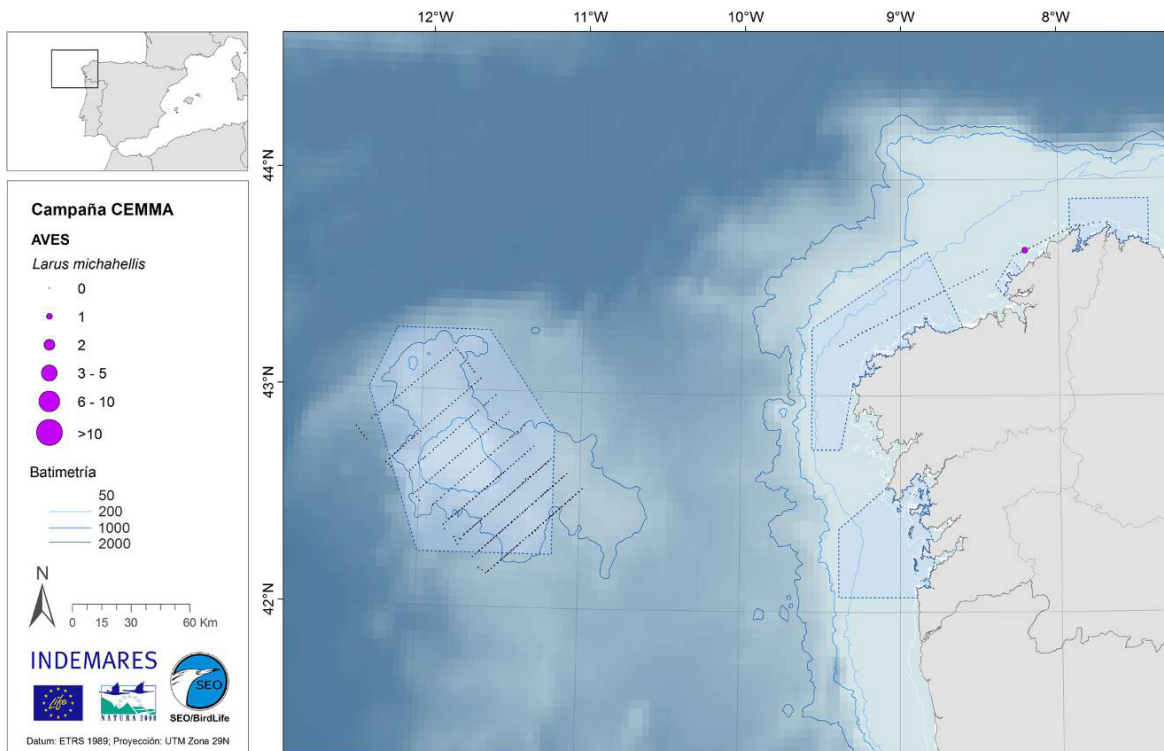 12°W 11°W 10°W 9°W 8°W
44°N
43°N
42°N
Campaña CEMMA
AVES
Larus michahellis
0
1
2
3 - 5
6 - 10
>10
Batimetría
50
200
1000
2000
N
0 15 30 60 Km
INDEMARES
Life
NATURA 2000
SEO
SEO/BirdLife
Datum: ETRS 1989; Proyección: UTM Zona 29N